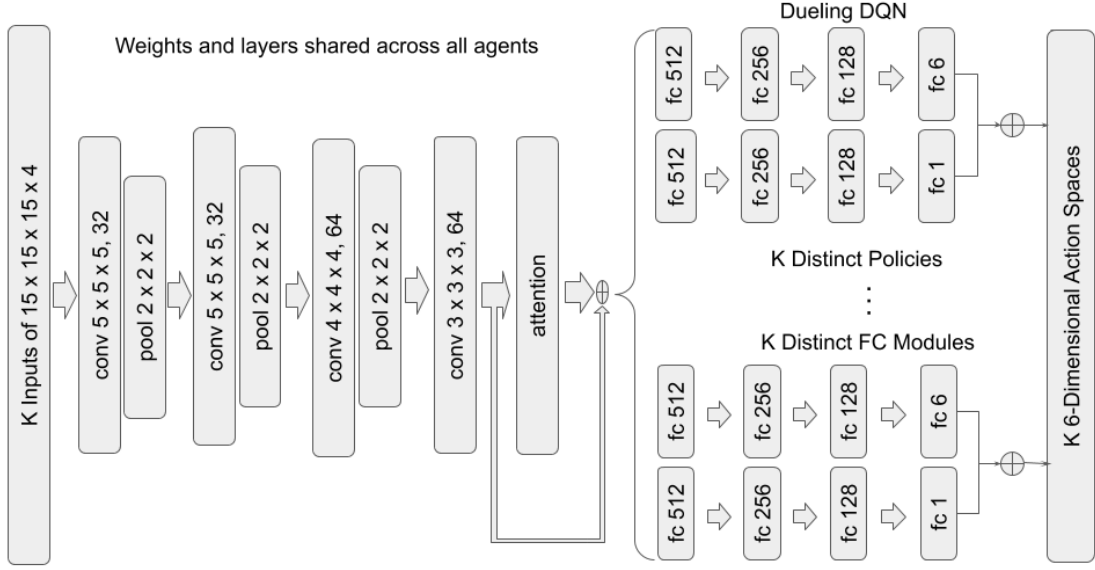 K Inputs of 15 x 15 x 15 x 4
Weights and layers shared across all agents
conv 5 x 5 x 5, 32
pool 2 x 2 x 2
conv 5 x 5 x 5, 32
pool 2 x 2 x 2
conv 4 x 4 x 4, 64
pool 2 x 2 x 2
conv 3 x 3 x 3, 64
attention
Dueling DQN
fc 512
fc 256
fc 128
fc 6
fc 512
fc 256
fc 128
fc 1
K Distinct Policies
K Distinct FC Modules
fc 512
fc 256
fc 128
fc 6
fc 512
fc 256
fc 128
fc 1
K 6-Dimensional Action Spaces